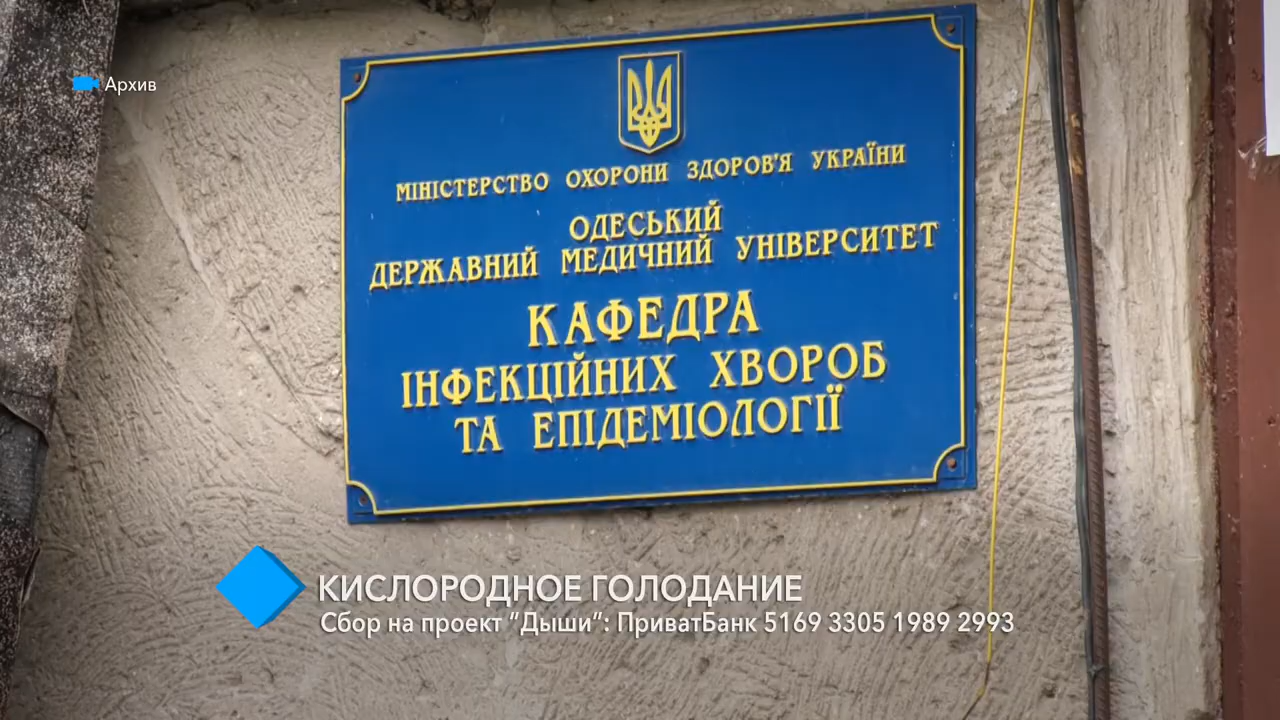 Архив
МІНІСТЕРСТВО ОХОРОНИ ЗДОРОВ'Я УКРАЇНИ
ОДЕСЬКИЙ
ДЕРЖАВНИЙ МЕДИЧНИЙ УНІВЕРСИТЕТ
КАФЕДРА
ІНФЕКЦІЙНИХ ХВОРОБ
ТА ЕПІДЕМІОЛОГІЇ
КИСЛОРОДНОЕ ГОЛОДАНИЕ
Сбор на проект “Дыши”: ПриватБанк 5169 3305 1989 2993